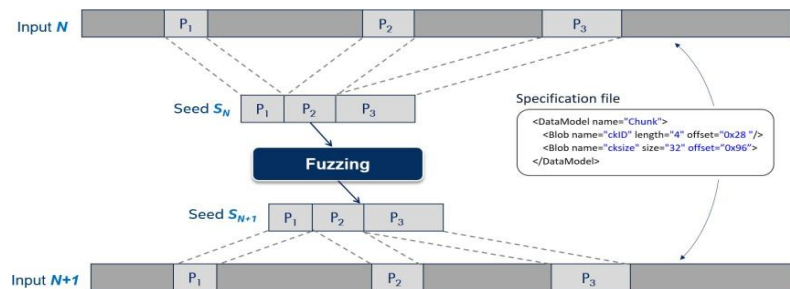 Input N
P1
P2
P3
Seed SN
P1
P2
P3
Specification file
<DataModel name="Chunk">
<Blob name="ckID" length="4" offset="0x28 "/>
<Blob name="cksize" size="32" offset="0x96">
</DataModel>
Fuzzing
Seed SN+1
P1
P2
P3
Input N+1
P1
P2
P3